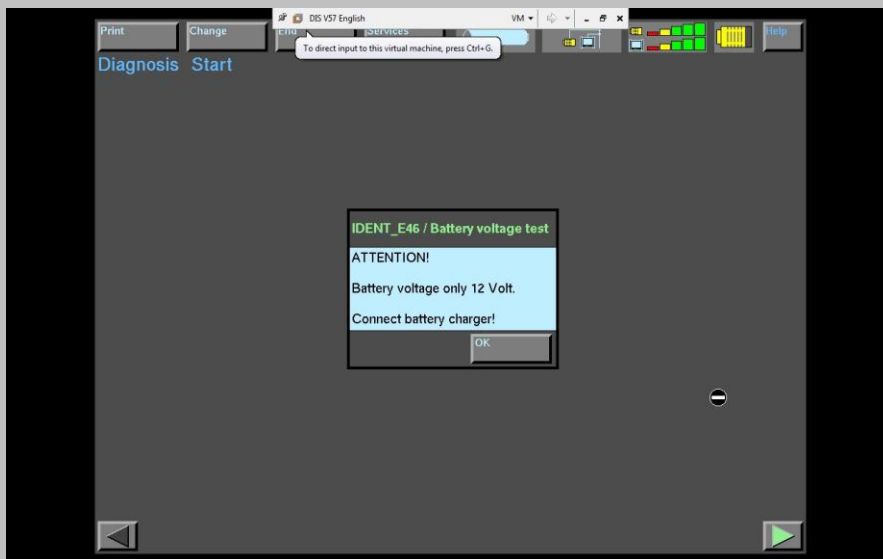 DIS V57 English
VM
To direct input to this virtual machine, press Ctrl+G.
Print
Change
End
Services
Help
Diagnosis Start
IDENT_E46 / Battery voltage test
ATTENTION!
Battery voltage only 12 Volt.
Connect battery charger!
OK